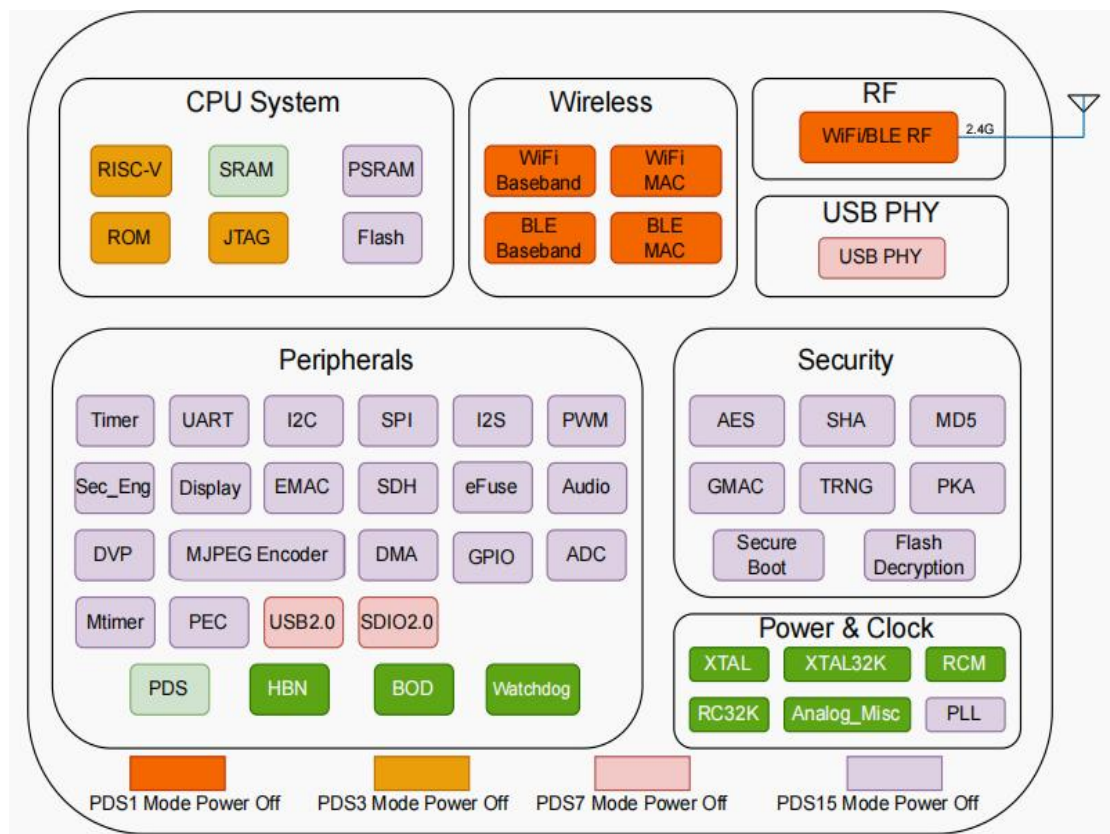 CPU System
RISC-V
SRAM
PSRAM
ROM
JTAG
Flash
Wireless
WiFi
Baseband
WiFi
MAC
BLE
Baseband
BLE
MAC
RF
WiFi/BLE RF
2.4G
USB PHY
USB PHY
Peripherals
Timer
UART
I2C
SPI
I2S
PWM
Sec_Eng
Display
EMAC
SDH
eFuse
Audio
DVP
MJPEG Encoder
DMA
GPIO
ADC
Mtimer
PEC
USB2.0
SDIO2.0
PDS
HBN
BOD
Watchdog
Security
AES
SHA
MD5
GMAC
TRNG
PKA
Secure
Boot
Flash
Decryption
Power & Clock
XTAL
XTAL32K
RCM
RC32K
Analog_Misc
PLL
PDS1 Mode Power Off
PDS3 Mode Power Off
PDS7 Mode Power Off
PDS15 Mode Power Off